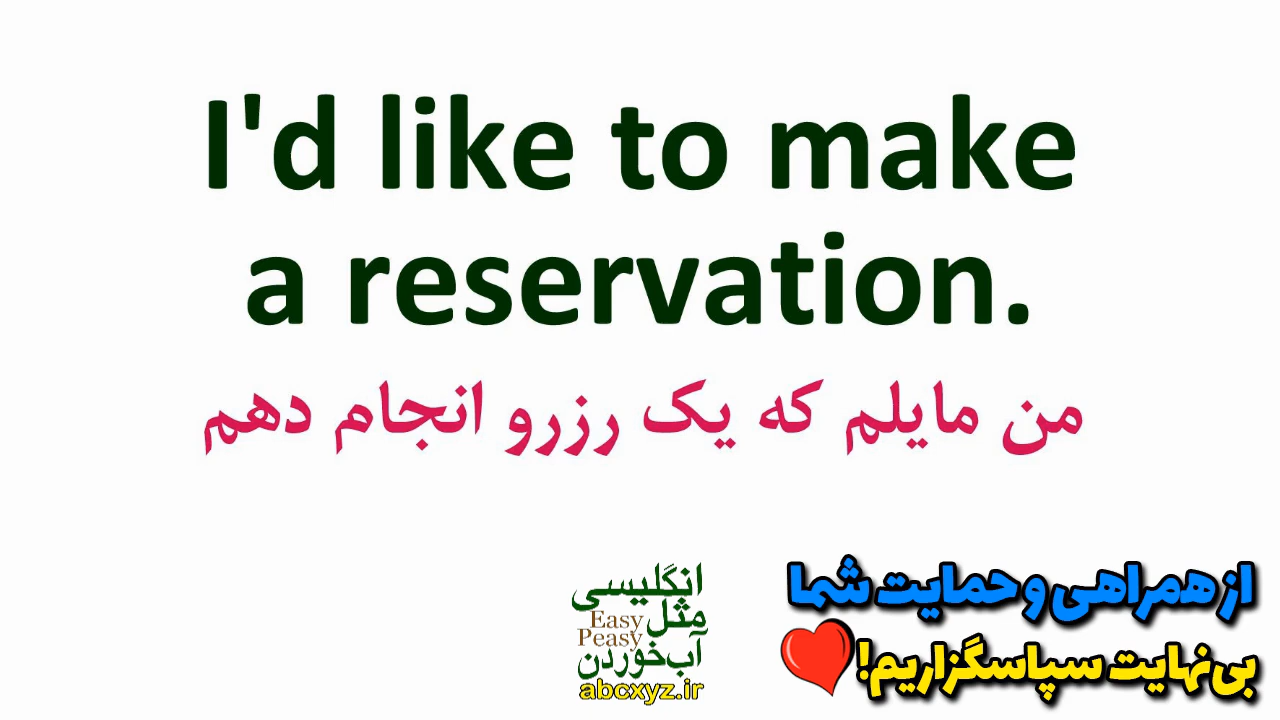 I'd like to make
a reservation.
من مایلم که یک رزرو انجام دهم
انگلیسی
مثل
Easy
Peasy
آب‌خوردن
abcxyz.ir
از همراهی و حمایت شما
بی‌نهایت سپاسگزاریم!